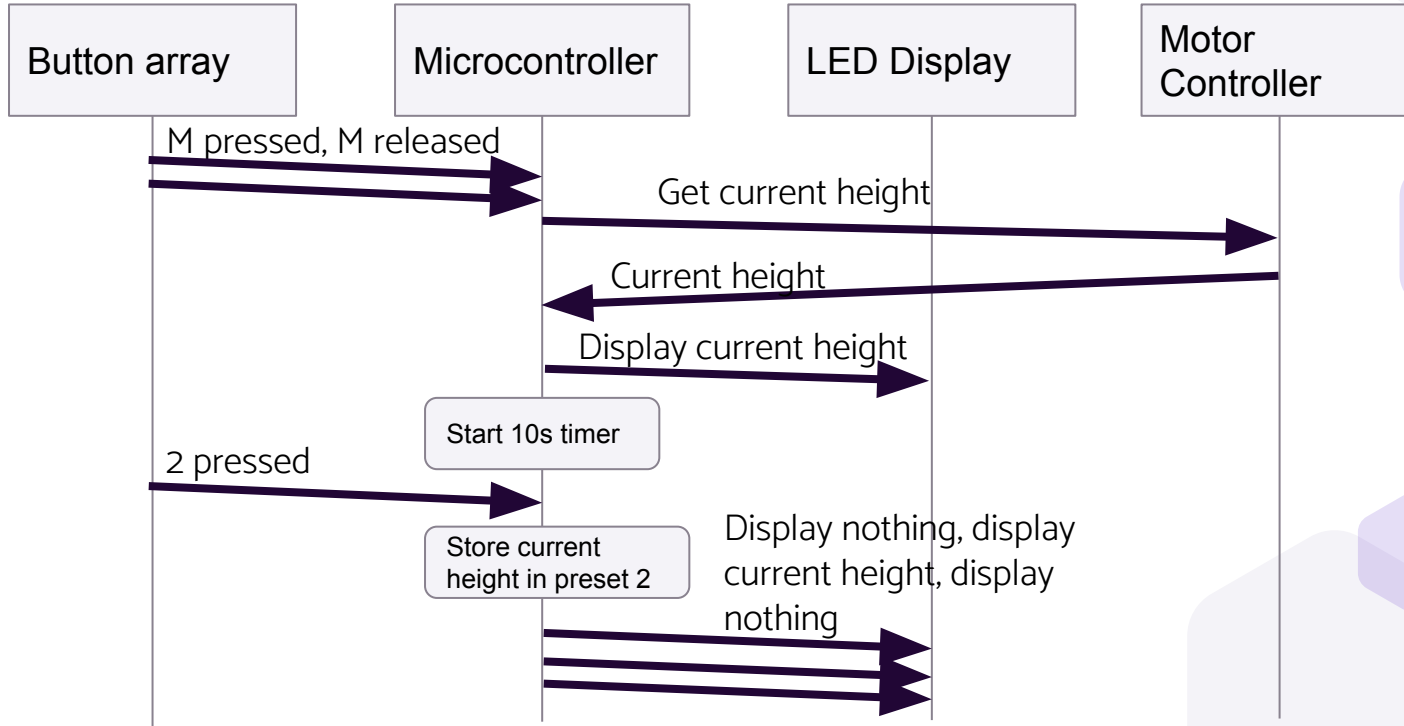 Button array
Microcontroller
LED Display
Motor
Controller
M pressed, M released
Get current height
Current height
Display current height
Start 10s timer
2 pressed
Store current
height in preset 2
Display nothing, display
current height, display
nothing